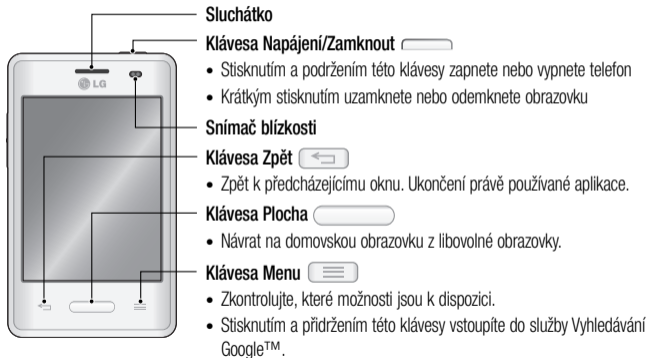 Sluchátko
Klávesa Napájení/Zamknout
• Stisknutím a podržením této klávesy zapnete nebo vypnete telefon
• Krátkým stisknutím uzamknete nebo odemknete obrazovku
LG
Snímač blízkosti
Klávesa Zpět
• Zpět k předcházejícímu oknu. Ukončení právě používané aplikace.
Klávesa Plocha
• Návrat na domovskou obrazovku z libovolné obrazovky.
Klávesa Menu
• Zkontrolujte, které možnosti jsou k dispozici.
• Stisknutím a přidržením této klávesy vstoupíte do služby Vyhledávání
Google™.